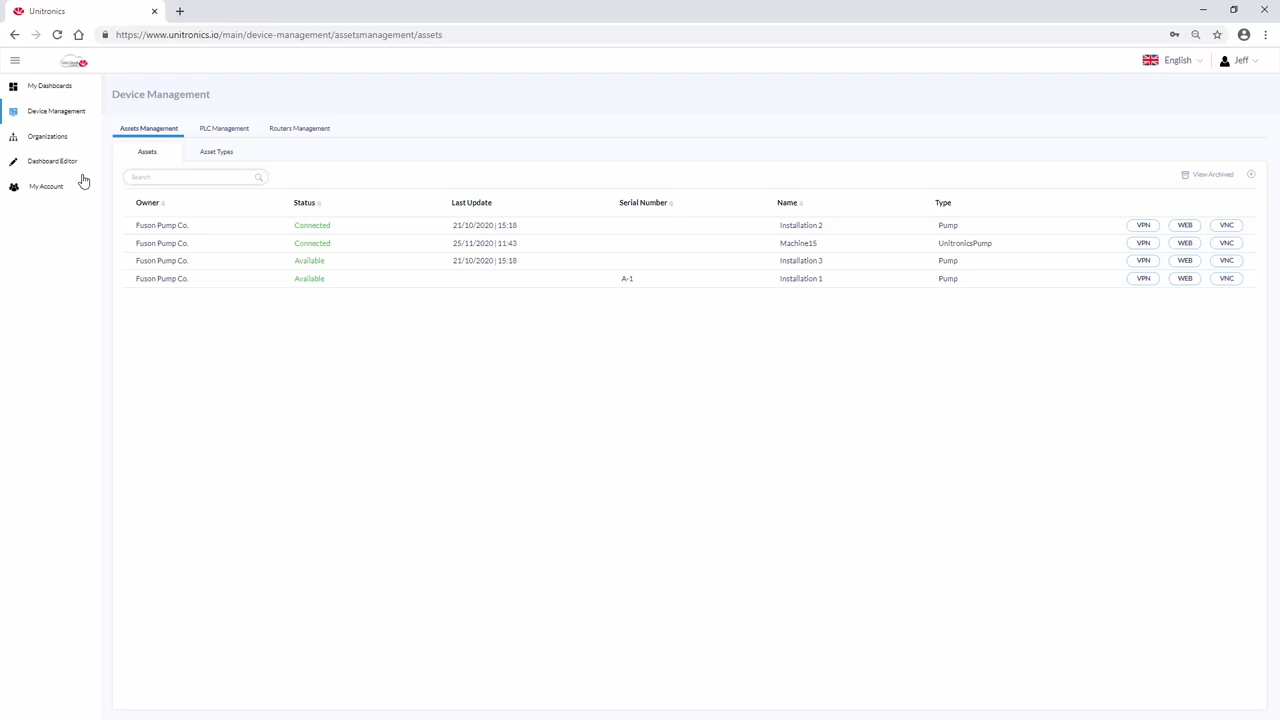 Unitronics
https://www.unitronics.io/main/device-management/assetsmanagement/assets
English
Jeff
My Dashboards
Device Management
Organizations
Dashboard Editor
My Account
Device Management
Assets Management PLC Management Routers Management
Assets Asset Types
Search
View Archived
Owner Status Last Update Serial Number Name Type
Fuson Pump Co. Connected 21/10/2020 | 15:18 Installation 2 Pump VPN WEB VNC
Fuson Pump Co. Connected 25/11/2020 | 11:43 Machine15 UnitronicsPump VPN WEB VNC
Fuson Pump Co. Available 21/10/2020 | 15:18 Installation 3 Pump VPN WEB VNC
Fuson Pump Co. Available A-1 Installation 1 Pump VPN WEB VNC